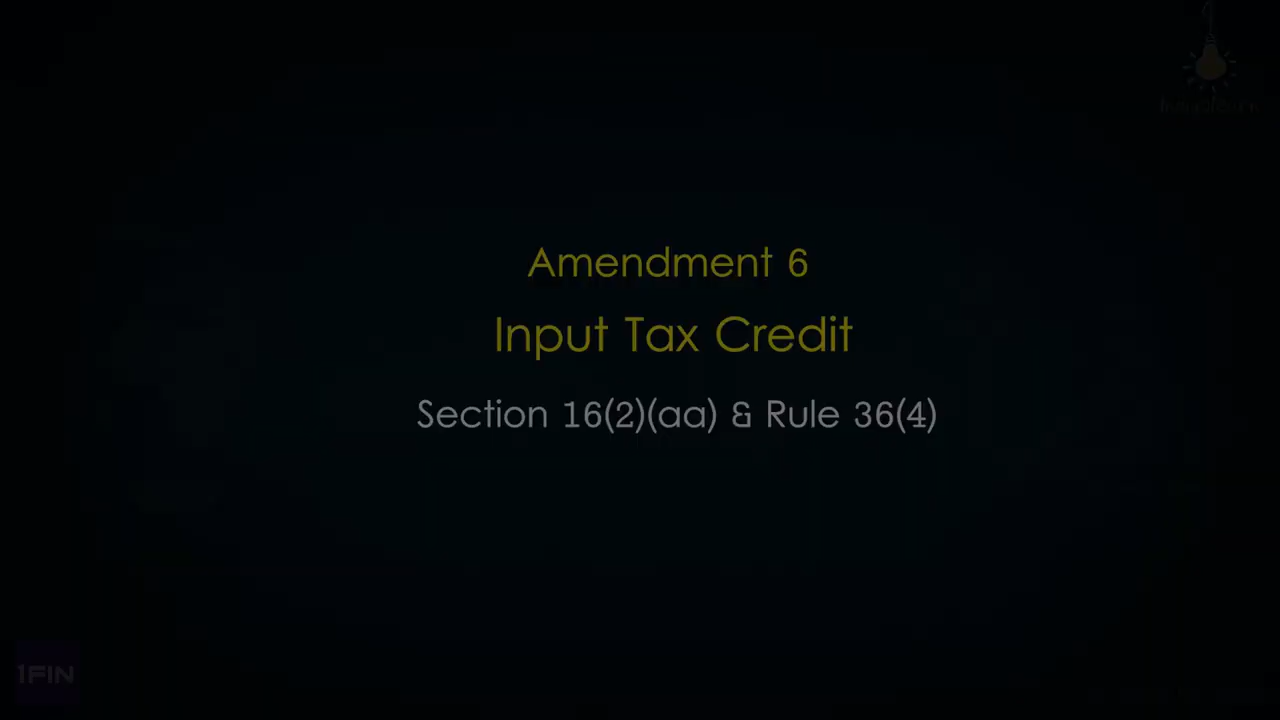 Amendment 6
Input Tax Credit
Section 16(2)(aa) & Rule 36(4)
1FIN